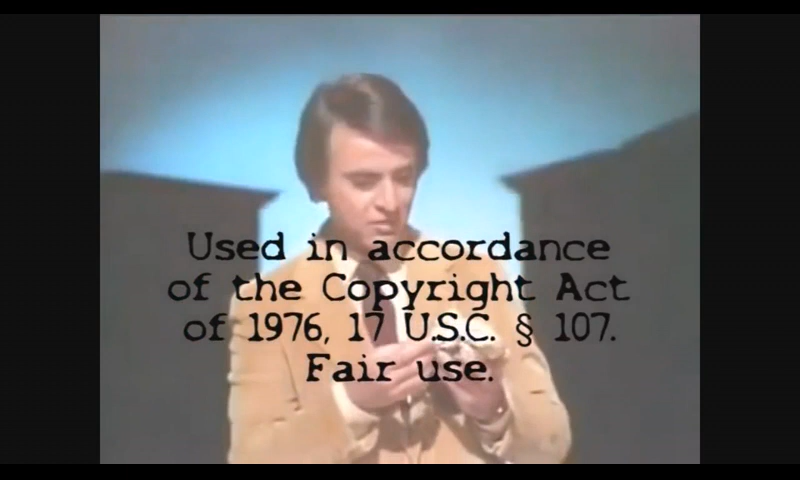 Used in accordance
of the Copyright Act
of 1976, 17 U.S.C. § 107.
Fair use.